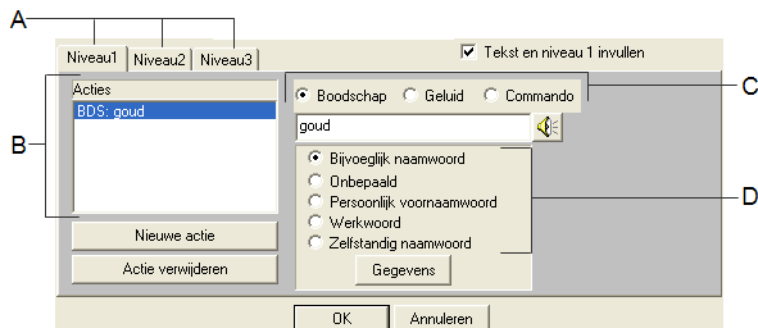 A
Niveau1 Niveau2 Niveau3
Tekst en niveau 1 invullen
B
Acties
BDS: goud
Nieuwe actie
Actie verwijderen
C
Boodschap Geluid Commando
goud
Bijvoeglijk naamwoord
Onbepaald
Persoonlijk voornaamwoord
Werkwoord
Zelfstandig naamwoord
D
Gegevens
OK Annuleren